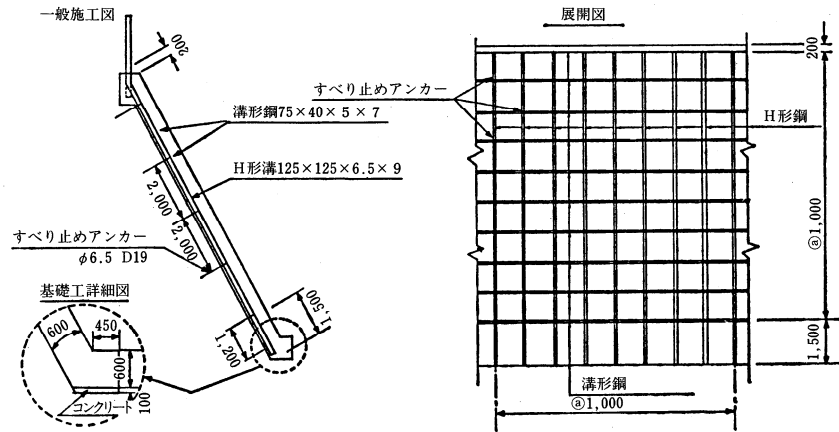 一般施工図
200
溝形鋼75×40×5×7
H形溝125×125×6.5×9
2,000
2,000
すべり止めアンカー
φ6.5 D19
1,500
1,200
基礎工詳細図
600
450
600
コンクリート
100
展開図
200
すべり止めアンカー
H形鋼
ⓐ1,000
1,500
溝形鋼
ⓐ1,000